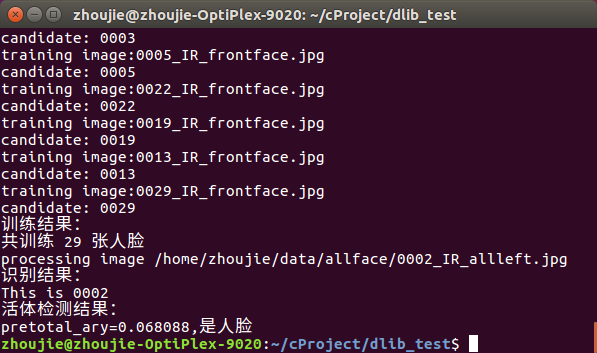 zhoujie@zhoujie-OptiPlex-9020: ~/cProject/dlib_test
candidate: 0003
training image:0005_IR_frontface.jpg
candidate: 0005
training image:0022_IR_frontface.jpg
candidate: 0022
training image:0019_IR_frontface.jpg
candidate: 0019
training image:0013_IR_frontface.jpg
candidate: 0013
training image:0029_IR_frontface.jpg
candidate: 0029
训练结果:
共训练 29 张人脸
processing image /home/zhoujie/data/allface/0002_IR_allleft.jpg
识别结果:
This is 0002
活体检测结果:
pretotal_ary=0.068088,是人脸
zhoujie@zhoujie-OptiPlex-9020:~/cProject/dlib_test$